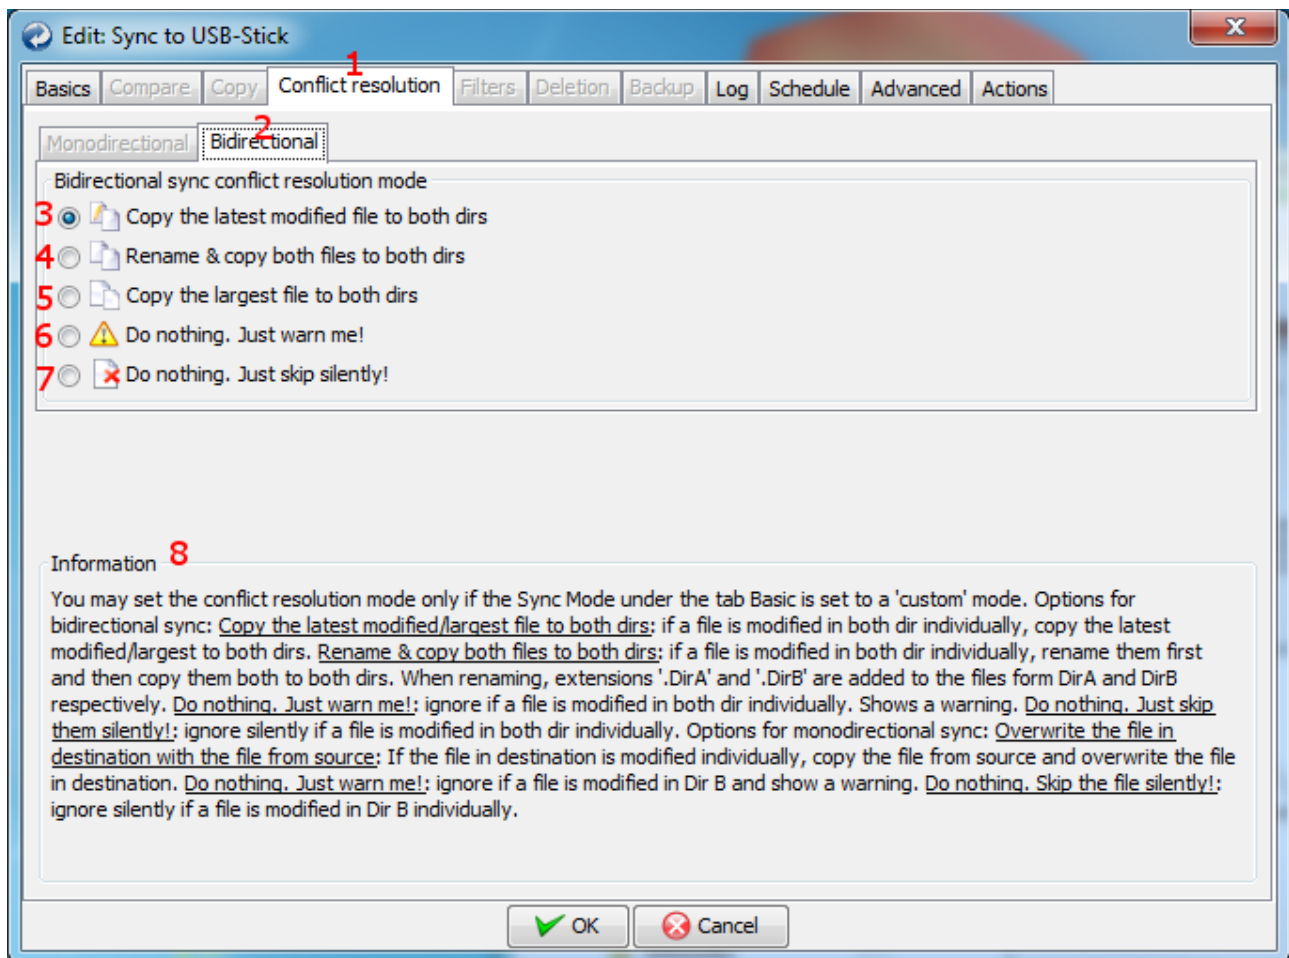 Edit: Sync to USB-Stick
X
1
Basics Compare Copy Conflict resolution Filters Deletion Backup Log Schedule Advanced Actions
2
Monodirectional Bidirectional
Bidirectional sync conflict resolution mode
3 Copy the latest modified file to both dirs
4 Rename & copy both files to both dirs
5 Copy the largest file to both dirs
6 Do nothing. Just warn me!
7 Do nothing. Just skip silently!
Information 8
You may set the conflict resolution mode only if the Sync Mode under the tab Basic is set to a 'custom' mode. Options for
bidirectional sync: Copy the latest modified/largest file to both dirs: if a file is modified in both dir individually, copy the latest
modified/largest to both dirs. Rename & copy both files to both dirs: if a file is modified in both dir individually, rename them first
and then copy them both to both dirs. When renaming, extensions '.DirA' and '.DirB' are added to the files form DirA and DirB
respectively. Do nothing. Just warn me!: ignore if a file is modified in both dir individually. Shows a warning. Do nothing. Just skip
them silently!: ignore silently if a file is modified in both dir individually. Options for monodirectional sync: Overwrite the file in
destination with the file from source: If the file in destination is modified individually, copy the file from source and overwrite the file
in destination. Do nothing. Just warn me!: ignore if a file is modified in Dir B and show a warning. Do nothing. Skip the file silently!:
ignore silently if a file is modified in Dir B individually.
OK Cancel